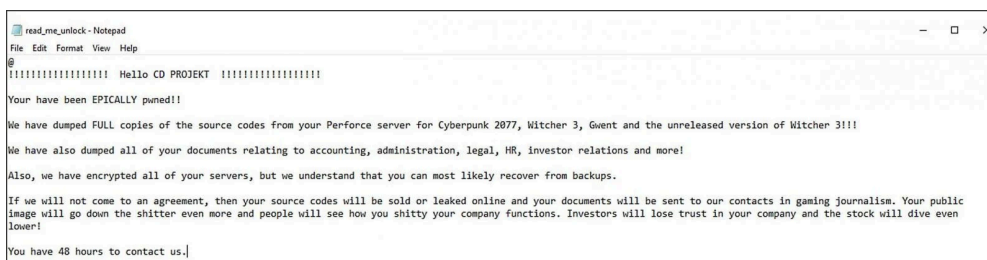 read_me_unlock - Notepad
File Edit Format View Help
@
!!!!!!!!!!!!!!!!!! Hello CD PROJEKT !!!!!!!!!!!!!!!!!!
Your have been EPICALLY pwned!!
We have dumped FULL copies of the source codes from your Perforce server for Cyberpunk 2077, Witcher 3, Gwent and the unreleased version of Witcher 3!!!
We have also dumped all of your documents relating to accounting, administration, legal, HR, investor relations and more!
Also, we have encrypted all of your servers, but we understand that you can most likely recover from backups.
If we will not come to an agreement, then your source codes will be sold or leaked online and your documents will be sent to our contacts in gaming journalism. Your public
image will go down the shitter even more and people will see how you shitty your company functions. Investors will lose trust in your company and the stock will dive even
lower!
You have 48 hours to contact us.